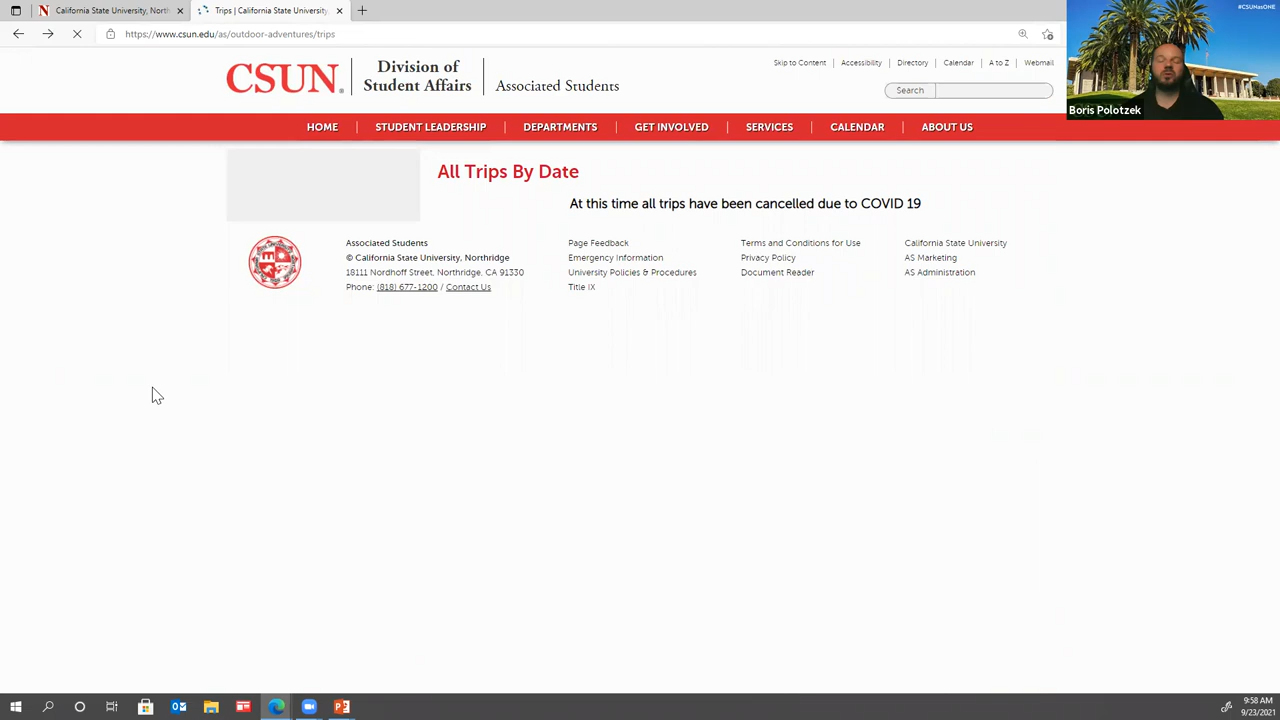 California State University, North
Trips | California State University,
https://www.csun.edu/as/outdoor-adventures/trips
#CSUNasONE
Boris Polotzek
CSUN®
Division of
Student Affairs
Associated Students
Skip to Content
Accessibility
Directory
Calendar
A to Z
Webmail
Search
HOME
STUDENT LEADERSHIP
DEPARTMENTS
GET INVOLVED
SERVICES
CALENDAR
ABOUT US
All Trips By Date
At this time all trips have been cancelled due to COVID 19
Associated Students
© California State University, Northridge
18111 Nordhoff Street, Northridge, CA 91330
Phone: (818) 677-1200 / Contact Us
Page Feedback
Emergency Information
University Policies & Procedures
Title IX
Terms and Conditions for Use
Privacy Policy
Document Reader
California State University
AS Marketing
AS Administration
9:58 AM
9/23/2021